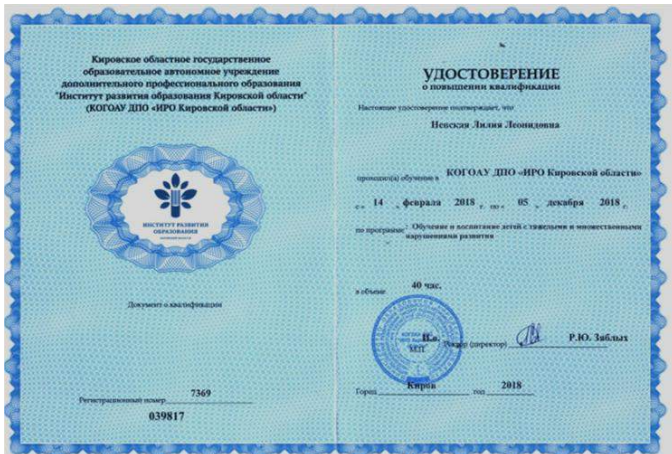 Кировское областное государственное
образовательное автономное учреждение
дополнительного профессионального образования
"Институт развития образования Кировской области"
(КОГОАУ ДПО «ИРО Кировской области»)
ИНСТИТУТ РАЗВИТИЯ
ОБРАЗОВАНИЯ
Документ о квалификации
Регистрационный номер 7369
039817
УДОСТОВЕРЕНИЕ
о повышении квалификации
Настоящее удостоверение подтверждает, что
Невская Лилия Леонидовна
прошел(а) обучение в КОГОАУ ДПО «ИРО Кировской области»
с « 14 » февраля 2018 г. по « 05 » декабря 2018 г.
по программе: Обучение и воспитание детей с тяжелыми и множественными
нарушениями развития
в объеме 40 час.
И.о. Ректор (директор) Р.Ю. Зяблых
М.П.
Город Киров год 2018